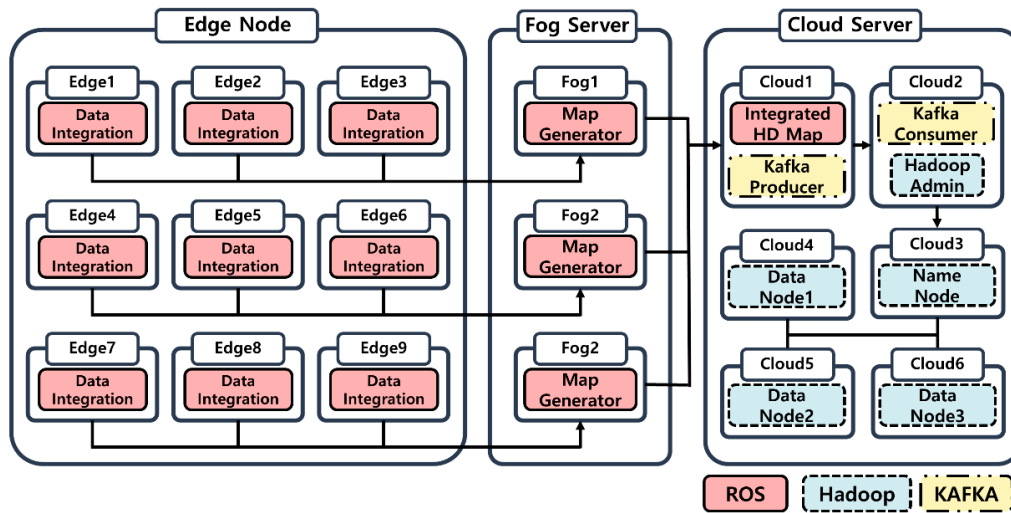 Edge Node
Fog Server
Cloud Server
Edge1
Edge2
Edge3
Data
Integration
Data
Integration
Data
Integration
Fog1
Map
Generator
Cloud1
Integrated
HD Map
Kafka
Producer
Cloud2
Kafka
Consumer
Hadoop
Admin
Edge4
Edge5
Edge6
Data
Integration
Data
Integration
Data
Integration
Fog2
Map
Generator
Cloud4
Data
Node1
Cloud3
Name
Node
Edge7
Edge8
Edge9
Data
Integration
Data
Integration
Data
Integration
Fog2
Map
Generator
Cloud5
Data
Node2
Cloud6
Data
Node3
ROS
Hadoop
KAFKA